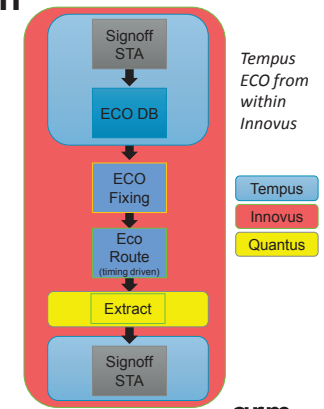 Signoff
STA
ECO DB
ECO
Fixing
Eco
Route
(timing driven)
Extract
Signoff
STA
Tempus
ECO from
within
Innovus
Tempus
Innovus
Quantus